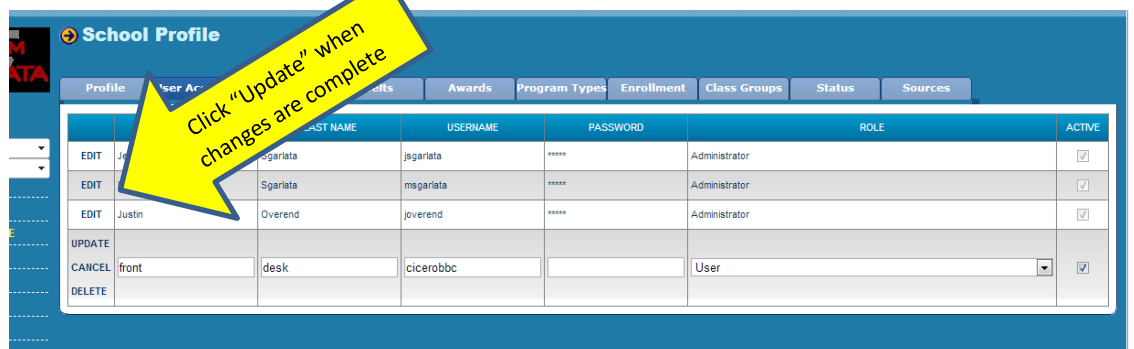 M
ATA
School Profile
Click "Update" when
changes are complete
Profile Awards Program Types Enrollment Class Groups Status Sources
LAST NAME USERNAME PASSWORD ROLE ACTIVE
EDIT Sgarlata jsgarlata ***** Administrator
EDIT Sgarlata msgarlata ***** Administrator
EDIT Justin Overend joverend ***** Administrator
UPDATE
CANCEL front desk cicerobbc User
DELETE